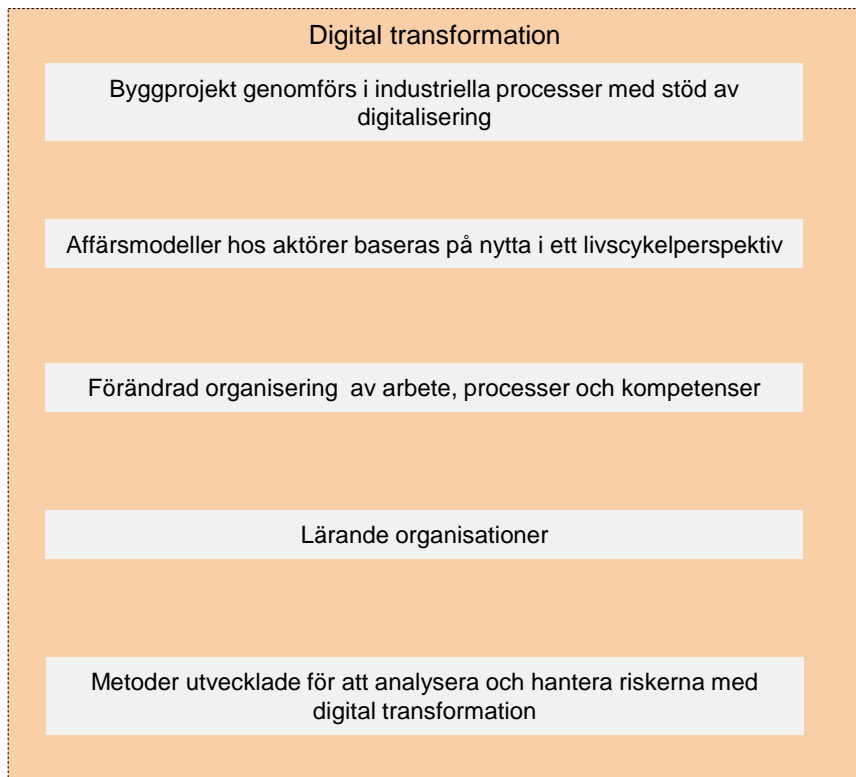 Digital transformation
Byggprojekt genomförs i industriella processer med stöd av
digitalisering
Affärsmodeller hos aktörer baseras på nytta i ett livscykelperspektiv
Förändrad organisering  av arbete, processer och kompetenser
Lärande organisationer
Metoder utvecklade för att analysera och hantera riskerna med
digital transformation